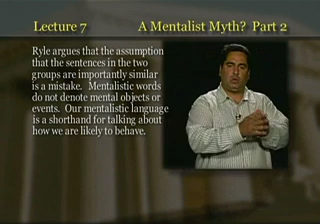 Lecture 7 A Mentalist Myth? Part 2
Ryle argues that the assumption
that the sentences in the two
groups are importantly similar
is a mistake. Mentalistic words
do not denote mental objects or
events. Our mentalistic language
is a shorthand for talking about
how we are likely to behave.